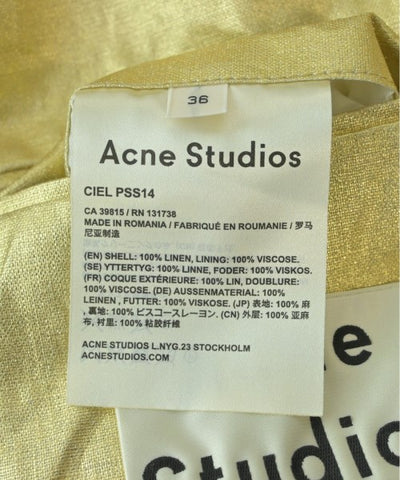 36
Acne Studios
CIEL PSS14
CA 39815 / RN 131738
MADE IN ROMANIA / FABRIQUÉ EN ROUMANIE / 罗马
尼亚制造
(EN) SHELL: 100% LINEN, LINING: 100% VISCOSE.
(SE) YTTERTYG: 100% LINNE, FODER: 100% VISKOS.
(FR) COQUE EXTÉRIEURE: 100% LIN, DOUBLURE:
100% VISCOSE. (DE) AUSSENMATERIAL: 100%
LEINEN , FUTTER: 100% VISKOSE. (JP) 表地: 100% 麻
, 裏地: 100% ビスコースレーヨン. (CN) 外层: 100% 亚麻
布, 衬里: 100% 粘胶纤维
ACNE STUDIOS L.NYG.23 STOCKHOLM
ACNESTUDIOS.COM
ne
Studio